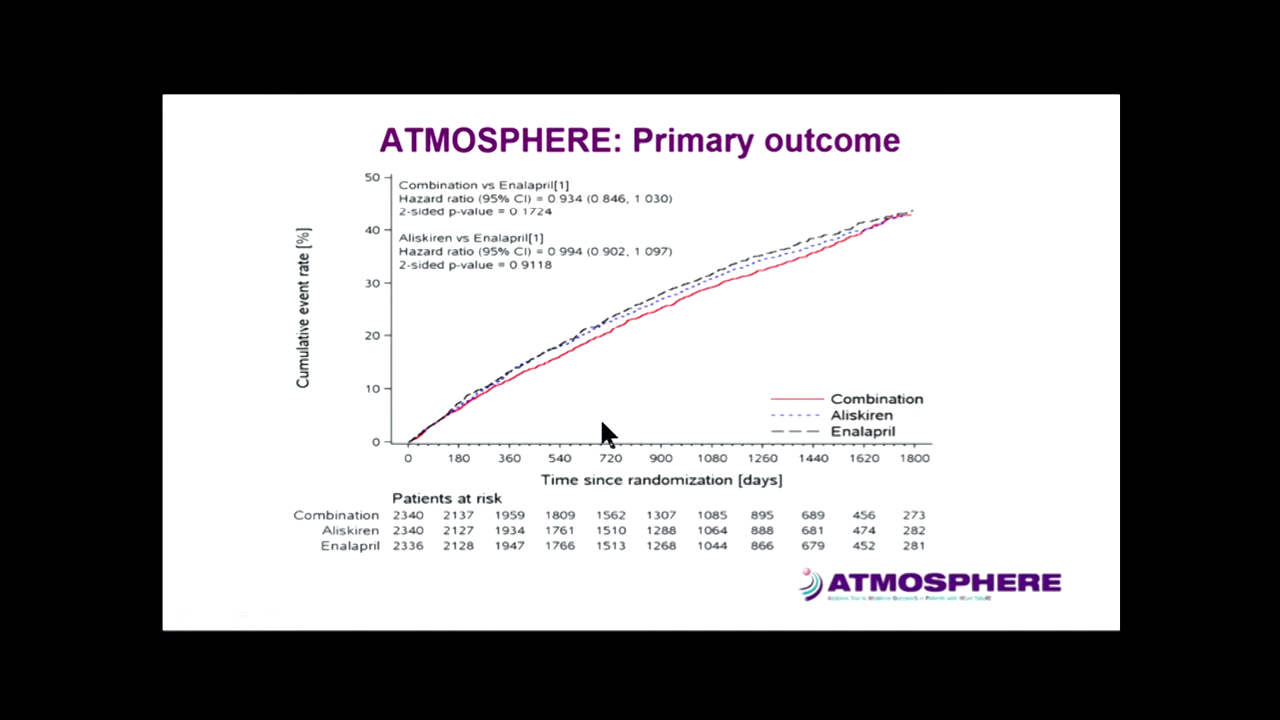 ATMOSPHERE: Primary outcome
50
Combination vs Enalapril[1]
Hazard ratio (95% CI) = 0.934 (0.846, 1 030)
2-sided p-value = 0.1724
40
Aliskiren vs Enalapril[1]
Hazard ratio (95% CI) = 0.994 (0.902, 1 097)
2-sided p-value = 0.9118
30
20
10
0
Cumulative event rate [%]
Combination
Aliskiren
Enalapril
0 180 360 540 720 900 1080 1260 1440 1620 1800
Time since randomization [days]
Patients at risk
Combination 2340 2137 1959 1809 1562 1307 1085 895 689 456 273
Aliskiren 2340 2127 1934 1761 1510 1288 1064 888 681 474 282
Enalapril 2336 2128 1947 1766 1513 1268 1044 866 679 452 281
ATMOSPHERE